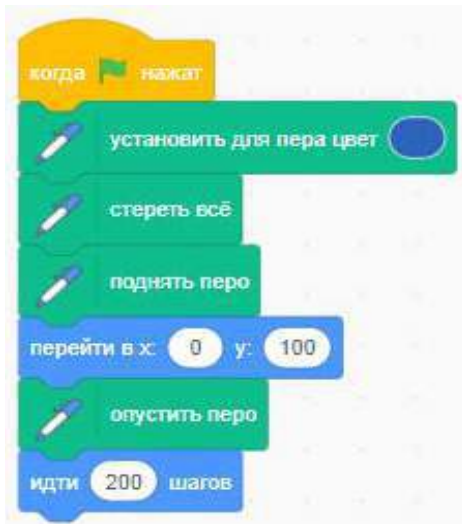 когда нажат
установить для пера цвет
стереть всё
поднять перо
перейти в x: 0 y: 100
опустить перо
идти 200 шагов